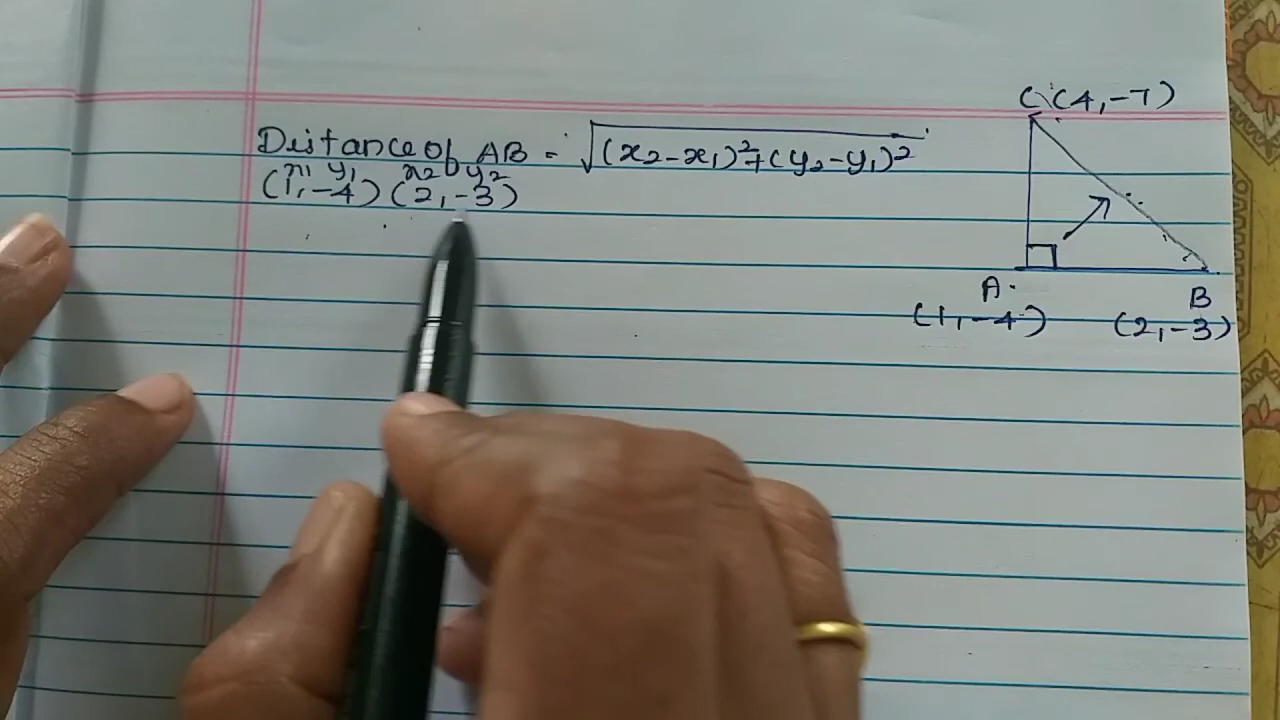 Distance of AB = √(x2-x1)²+(y2-y1)²
x1 y1 x2 y2
(1,-4) (2,-3)
C (4,-7)
A B
(1,-4) (2,-3)